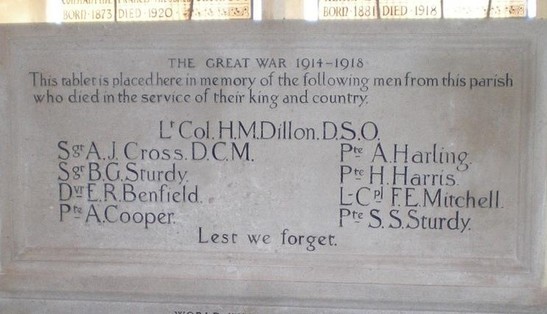 BORN 1873 DIED 1920
BORN 1881 DIED 1918
THE GREAT WAR 1914-1918
This tablet is placed here in memory of the following men from this parish
who died in the service of their king and country.
Lt Col. H.M.Dillon. D.S.O.
Sgt A.J. Cross. D.C.M.
Sgt B.G. Sturdy.
Dvr E.R. Benfield.
Pte A. Cooper.
Pte A. Harling.
Pte H. Harris.
L-Cpl F.E. Mitchell.
Pte S.S. Sturdy.
Lest we forget.